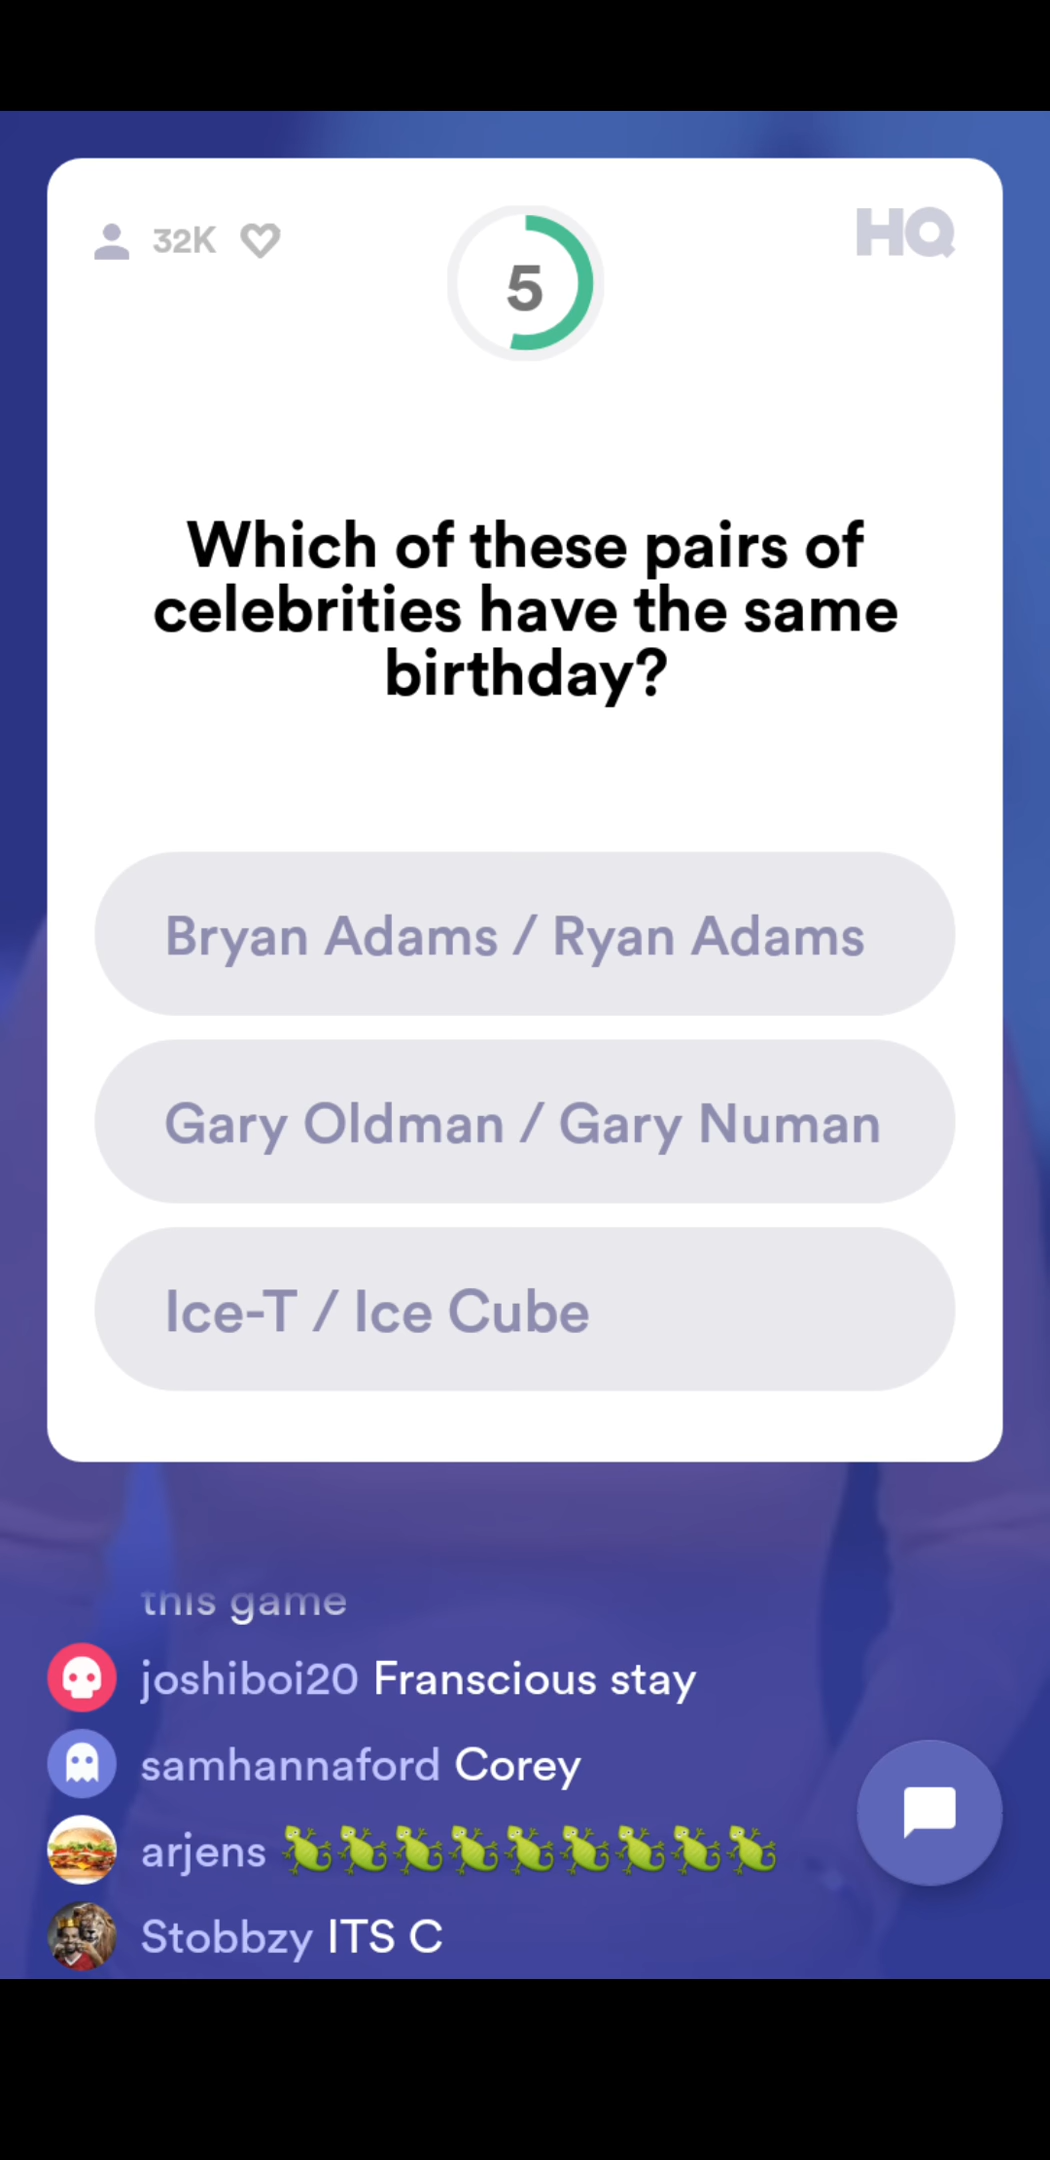 32K
5
HQ
Which of these pairs of
celebrities have the same
birthday?
Bryan Adams / Ryan Adams
Gary Oldman / Gary Numan
Ice-T / Ice Cube
this game
joshiboi20 Franscious stay
samhannaford Corey
arjens 🦎🦎🦎🦎🦎🦎🦎🦎🦎
Stobbzy ITS C